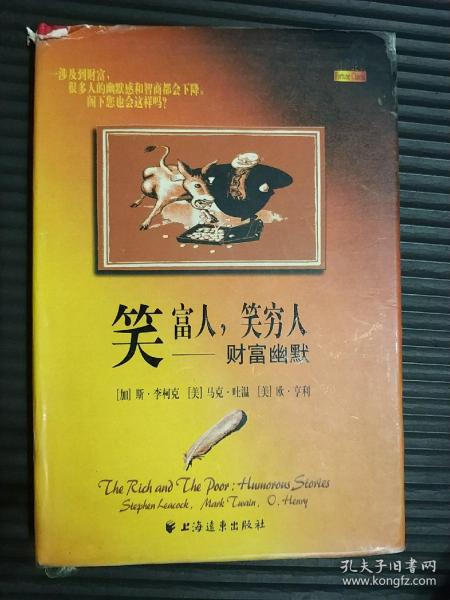 一涉及到财富，
很多人的幽默感和智商都会下降。
阁下您也会这样吗？
Fortune Classic
笑富人，笑穷人
——财富幽默
[加]斯·李柯克 [美]马克·吐温 [美]欧·亨利
The Rich and The Poor: Humorous Stories
Stephen Leacock, Mark Twain, O. Henry
上海远东出版社
孔夫子旧书网
www.kongfz.com